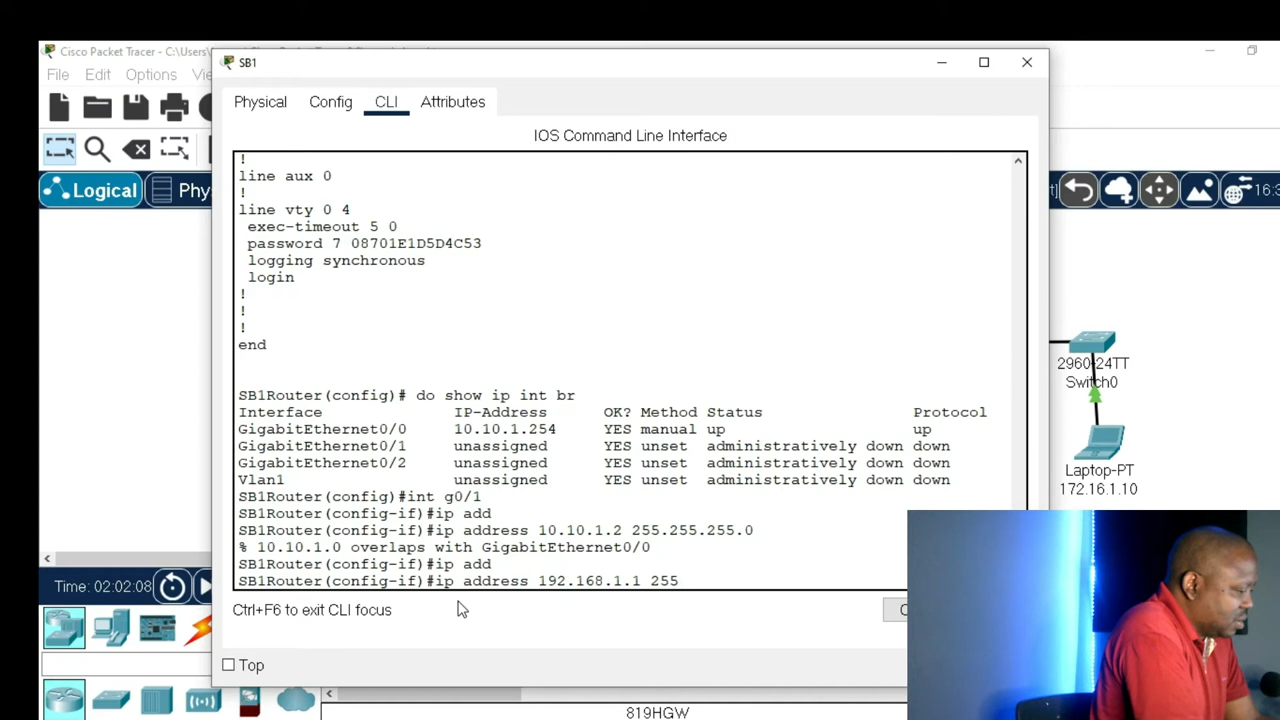 Cisco Packet Tracer - C:\Users\
SB1
File Edit Options Vie
Physical Config CLI Attributes
IOS Command Line Interface
!
line aux 0
!
line vty 0 4
exec-timeout 5 0
password 7 08701E1D5D4C53
logging synchronous
login
!
!
!
end
SB1Router(config)# do show ip int br
Interface IP-Address OK? Method Status Protocol
GigabitEthernet0/0 10.10.1.254 YES manual up up
GigabitEthernet0/1 unassigned YES unset administratively down down
GigabitEthernet0/2 unassigned YES unset administratively down down
Vlan1 unassigned YES unset administratively down down
SB1Router(config)#int g0/1
SB1Router(config-if)#ip add
SB1Router(config-if)#ip address 10.10.1.2 255.255.255.0
% 10.10.1.0 overlaps with GigabitEthernet0/0
SB1Router(config-if)#ip add
SB1Router(config-if)#ip address 192.168.1.1 255
Ctrl+F6 to exit CLI focus
Top
Logical Phy
t] 16:3
2960-24TT
Switch0
Laptop-PT
172.16.1.10
Time: 02:02:08
819HGW